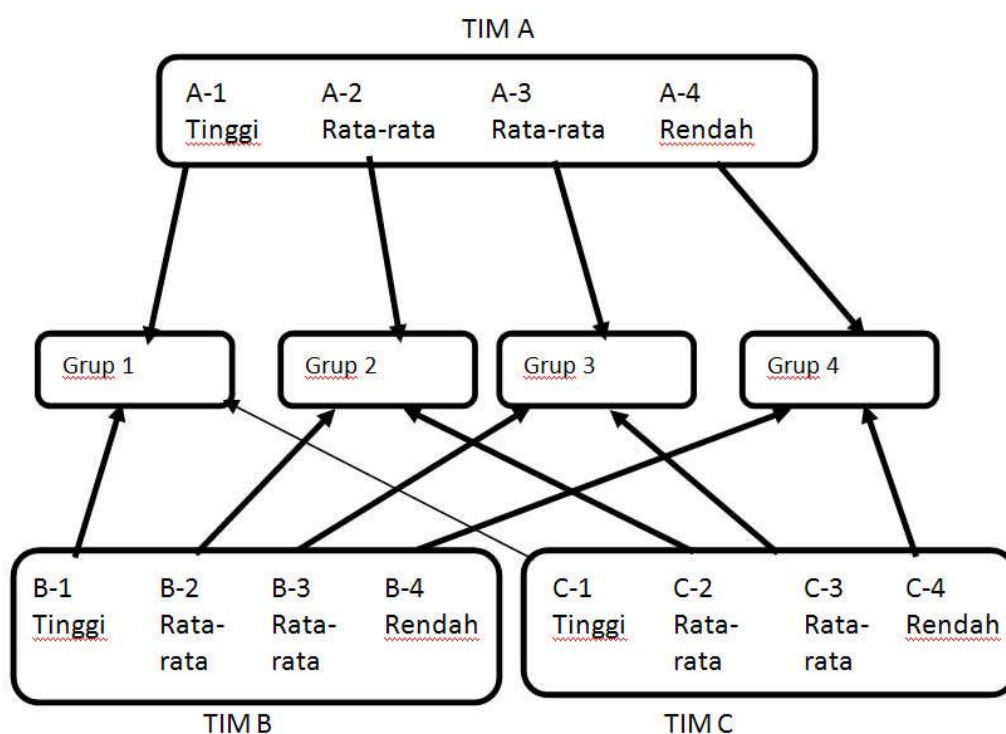 TIM A
A-1 A-2 A-3 A-4
Tinggi Rata-rata Rata-rata Rendah
Grup 1 Grup 2 Grup 3 Grup 4
B-1 B-2 B-3 B-4
Tinggi Rata- Rata- Rendah
rata rata
C-1 C-2 C-3 C-4
Tinggi Rata- Rata- Rendah
rata rata
TIM B TIM C